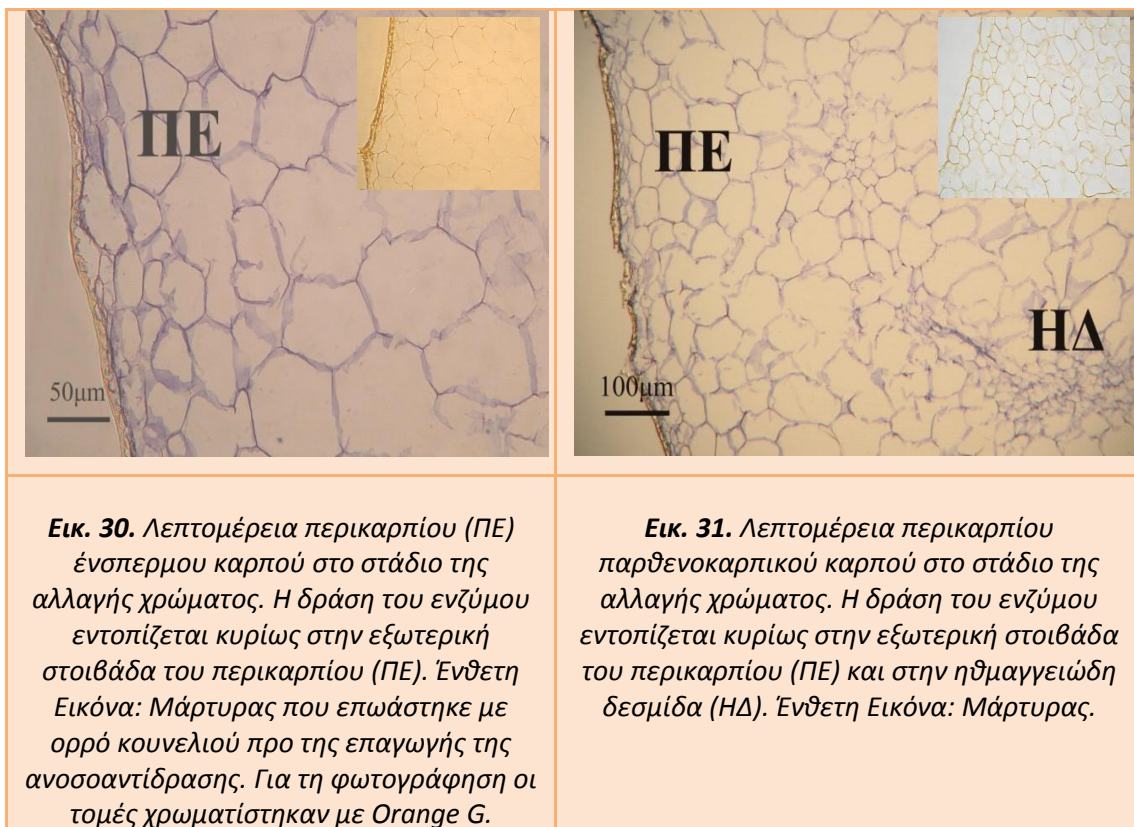 ΠΕ
50μm
ΠΕ
ΗΔ
100μm
Εικ. 30. Λεπτομέρεια περικαρπίου (ΠΕ)
ένσπερμου καρπού στο στάδιο της
αλλαγής χρώματος. Η δράση του ενζύμου
εντοπίζεται κυρίως στην εξωτερική
στοιβάδα του περικαρπίου (ΠΕ). Ένθετη
Εικόνα: Μάρτυρας που επωάστηκε με
ορρό κουνελιού προ της επαγωγής της
ανοσοαντίδρασης. Για τη φωτογράφηση οι
τομές χρωματίστηκαν με Orange G.
Εικ. 31. Λεπτομέρεια περικαρπίου
παρθενοκαρπικού καρπού στο στάδιο της
αλλαγής χρώματος. Η δράση του ενζύμου
εντοπίζεται κυρίως στην εξωτερική στοιβάδα
του περικαρπίου (ΠΕ) και στην ηθμαγγειώδη
δεσμίδα (ΗΔ). Ένθετη Εικόνα: Μάρτυρας.